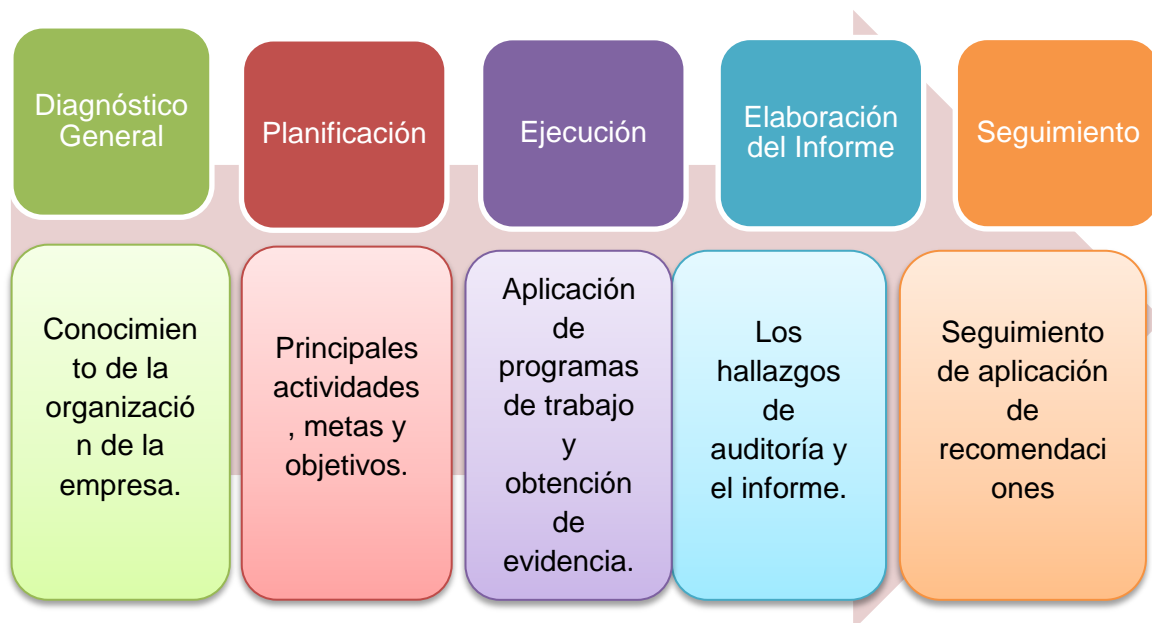 Diagnóstico
General
Planificación
Ejecución
Elaboración
del Informe
Seguimiento
Conocimien
to de la
organizació
n de la
empresa.
Principales
actividades
, metas y
objetivos.
Aplicación
de
programas
de trabajo
y
obtención
de
evidencia.
Los
hallazgos
de
auditoría y
el informe.
Seguimiento
de aplicación
de
recomendaci
ones